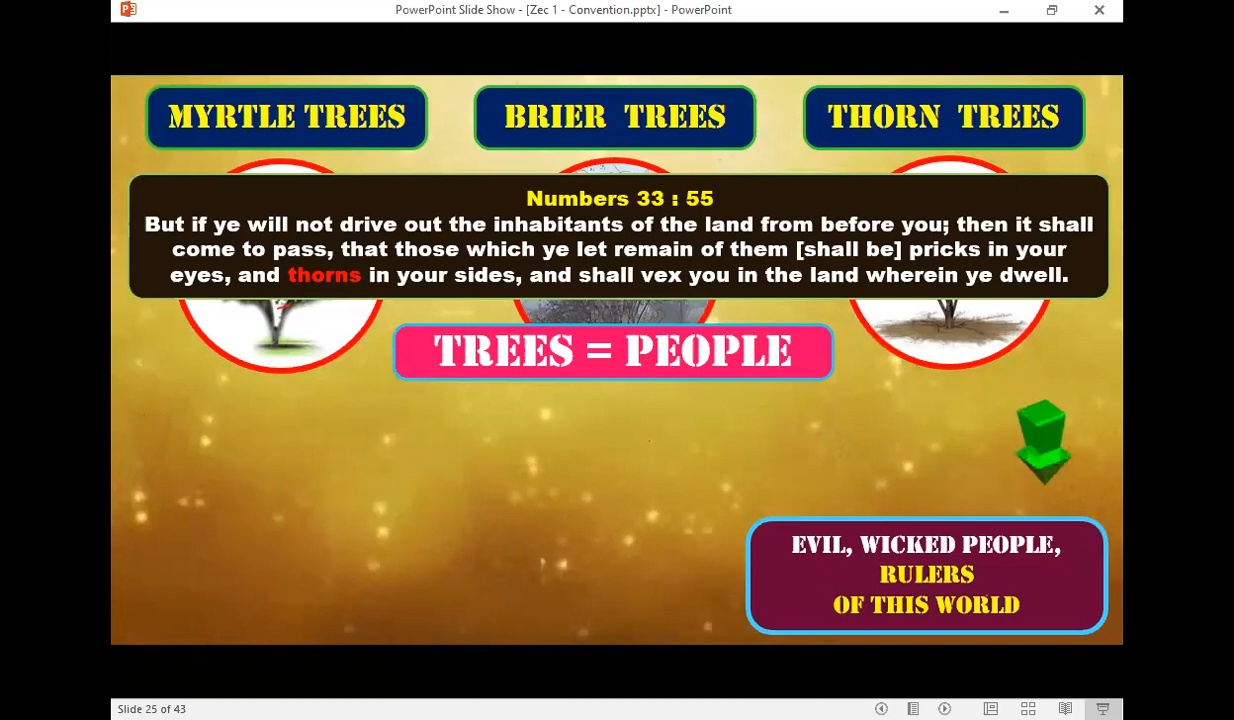 PowerPoint Slide Show - [Zec 1 - Convention.pptx] - PowerPoint
MYRTLE TREES
BRIER TREES
THORN TREES
Numbers 33 : 55
But if ye will not drive out the inhabitants of the land from before you; then it shall
come to pass, that those which ye let remain of them [shall be] pricks in your
eyes, and thorns in your sides, and shall vex you in the land wherein ye dwell.
TREES = PEOPLE
EVIL, WICKED PEOPLE,
RULERS
OF THIS WORLD
Slide 25 of 43